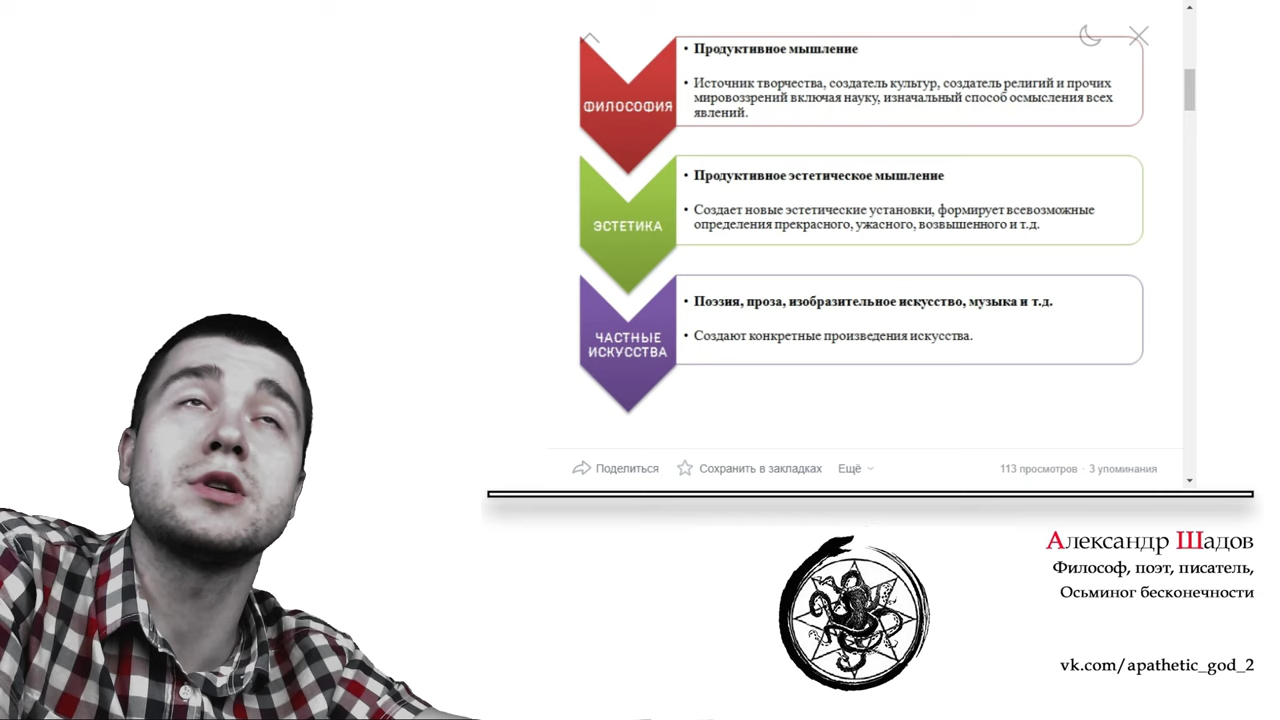 ФИЛОСОФИЯ
• Продуктивное мышление
• Источник творчества, создатель культур, создатель религий и прочих
мировоззрений включая науку, изначальный способ осмысления всех
явлений.
ЭСТЕТИКА
• Продуктивное эстетическое мышление
• Создает новые эстетические установки, формирует всевозможные
определения прекрасного, ужасного, возвышенного и т.д.
ЧАСТНЫЕ
ИСКУССТВА
• Поэзия, проза, изобразительное искусство, музыка и т.д.
• Создают конкретные произведения искусства.
Поделиться Сохранить в закладках Ещё 113 просмотров · 3 упоминания
Александр Шадов
Философ, поэт, писатель,
Осьминог бесконечности
vk.com/apathetic_god_2